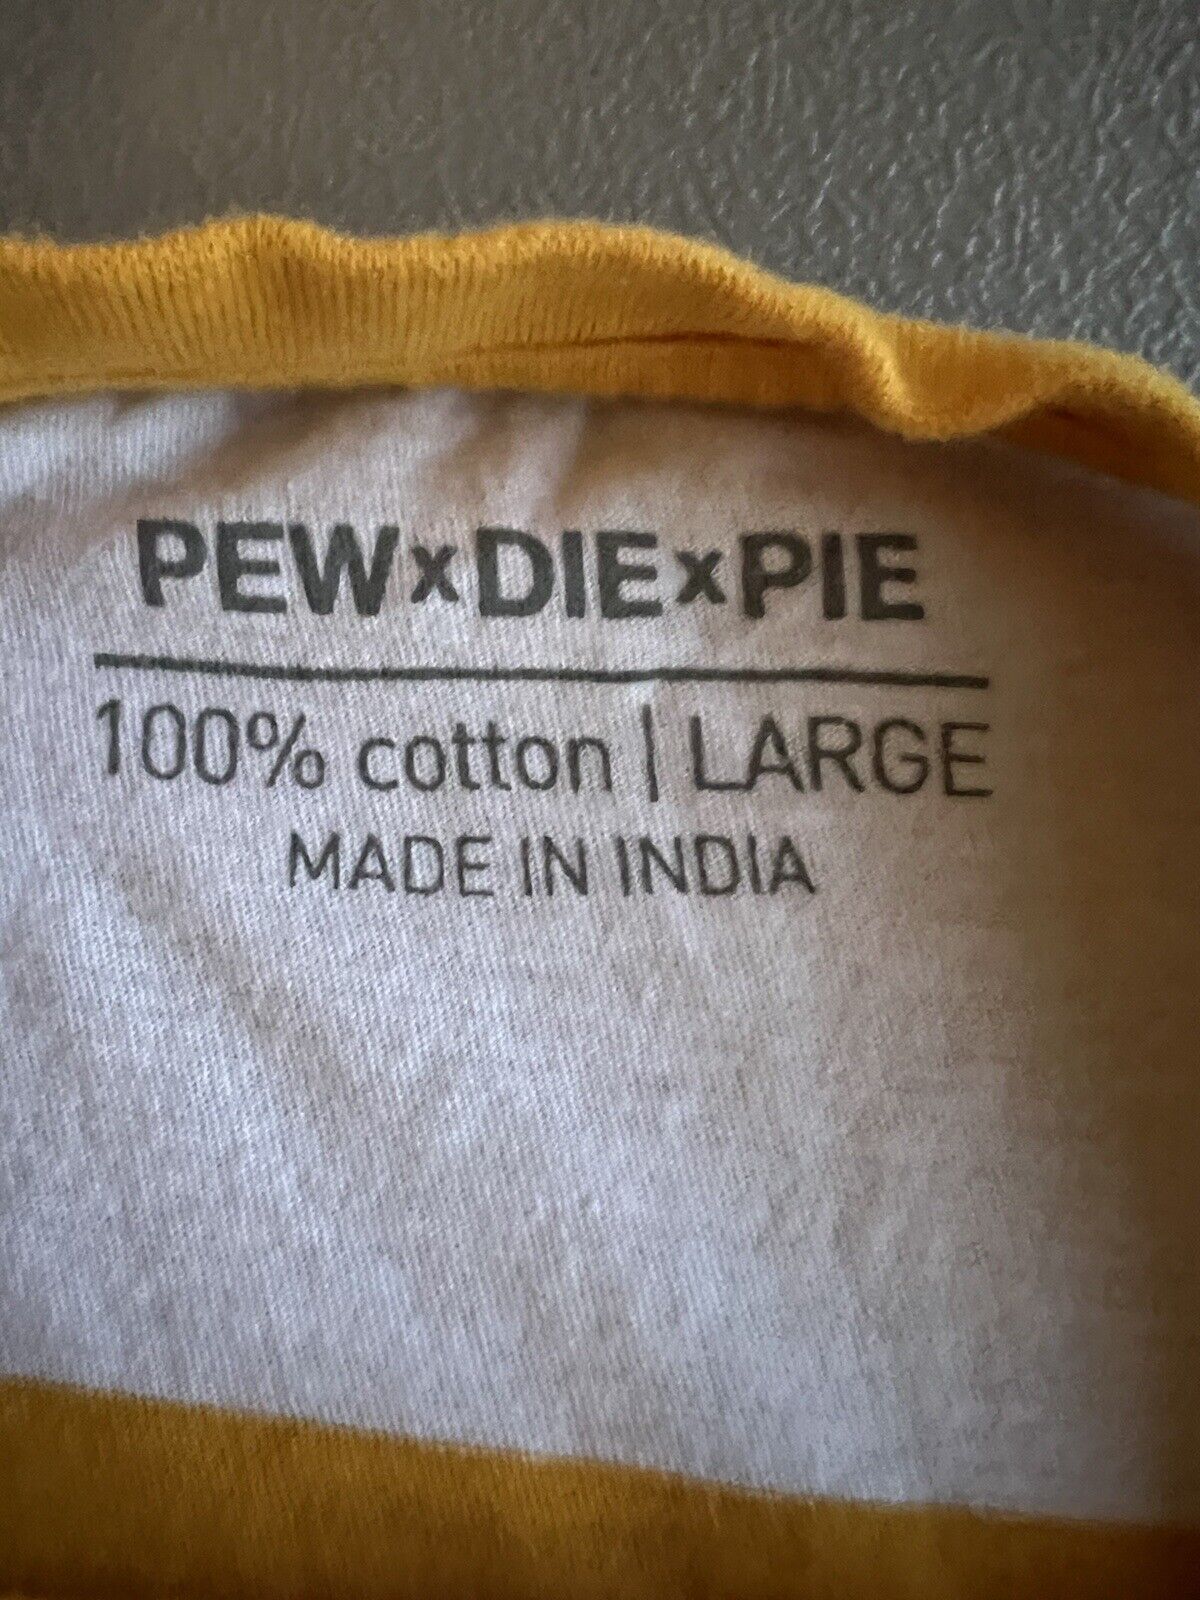 PEWxDIExPIE
100% cotton | LARGE
MADE IN INDIA